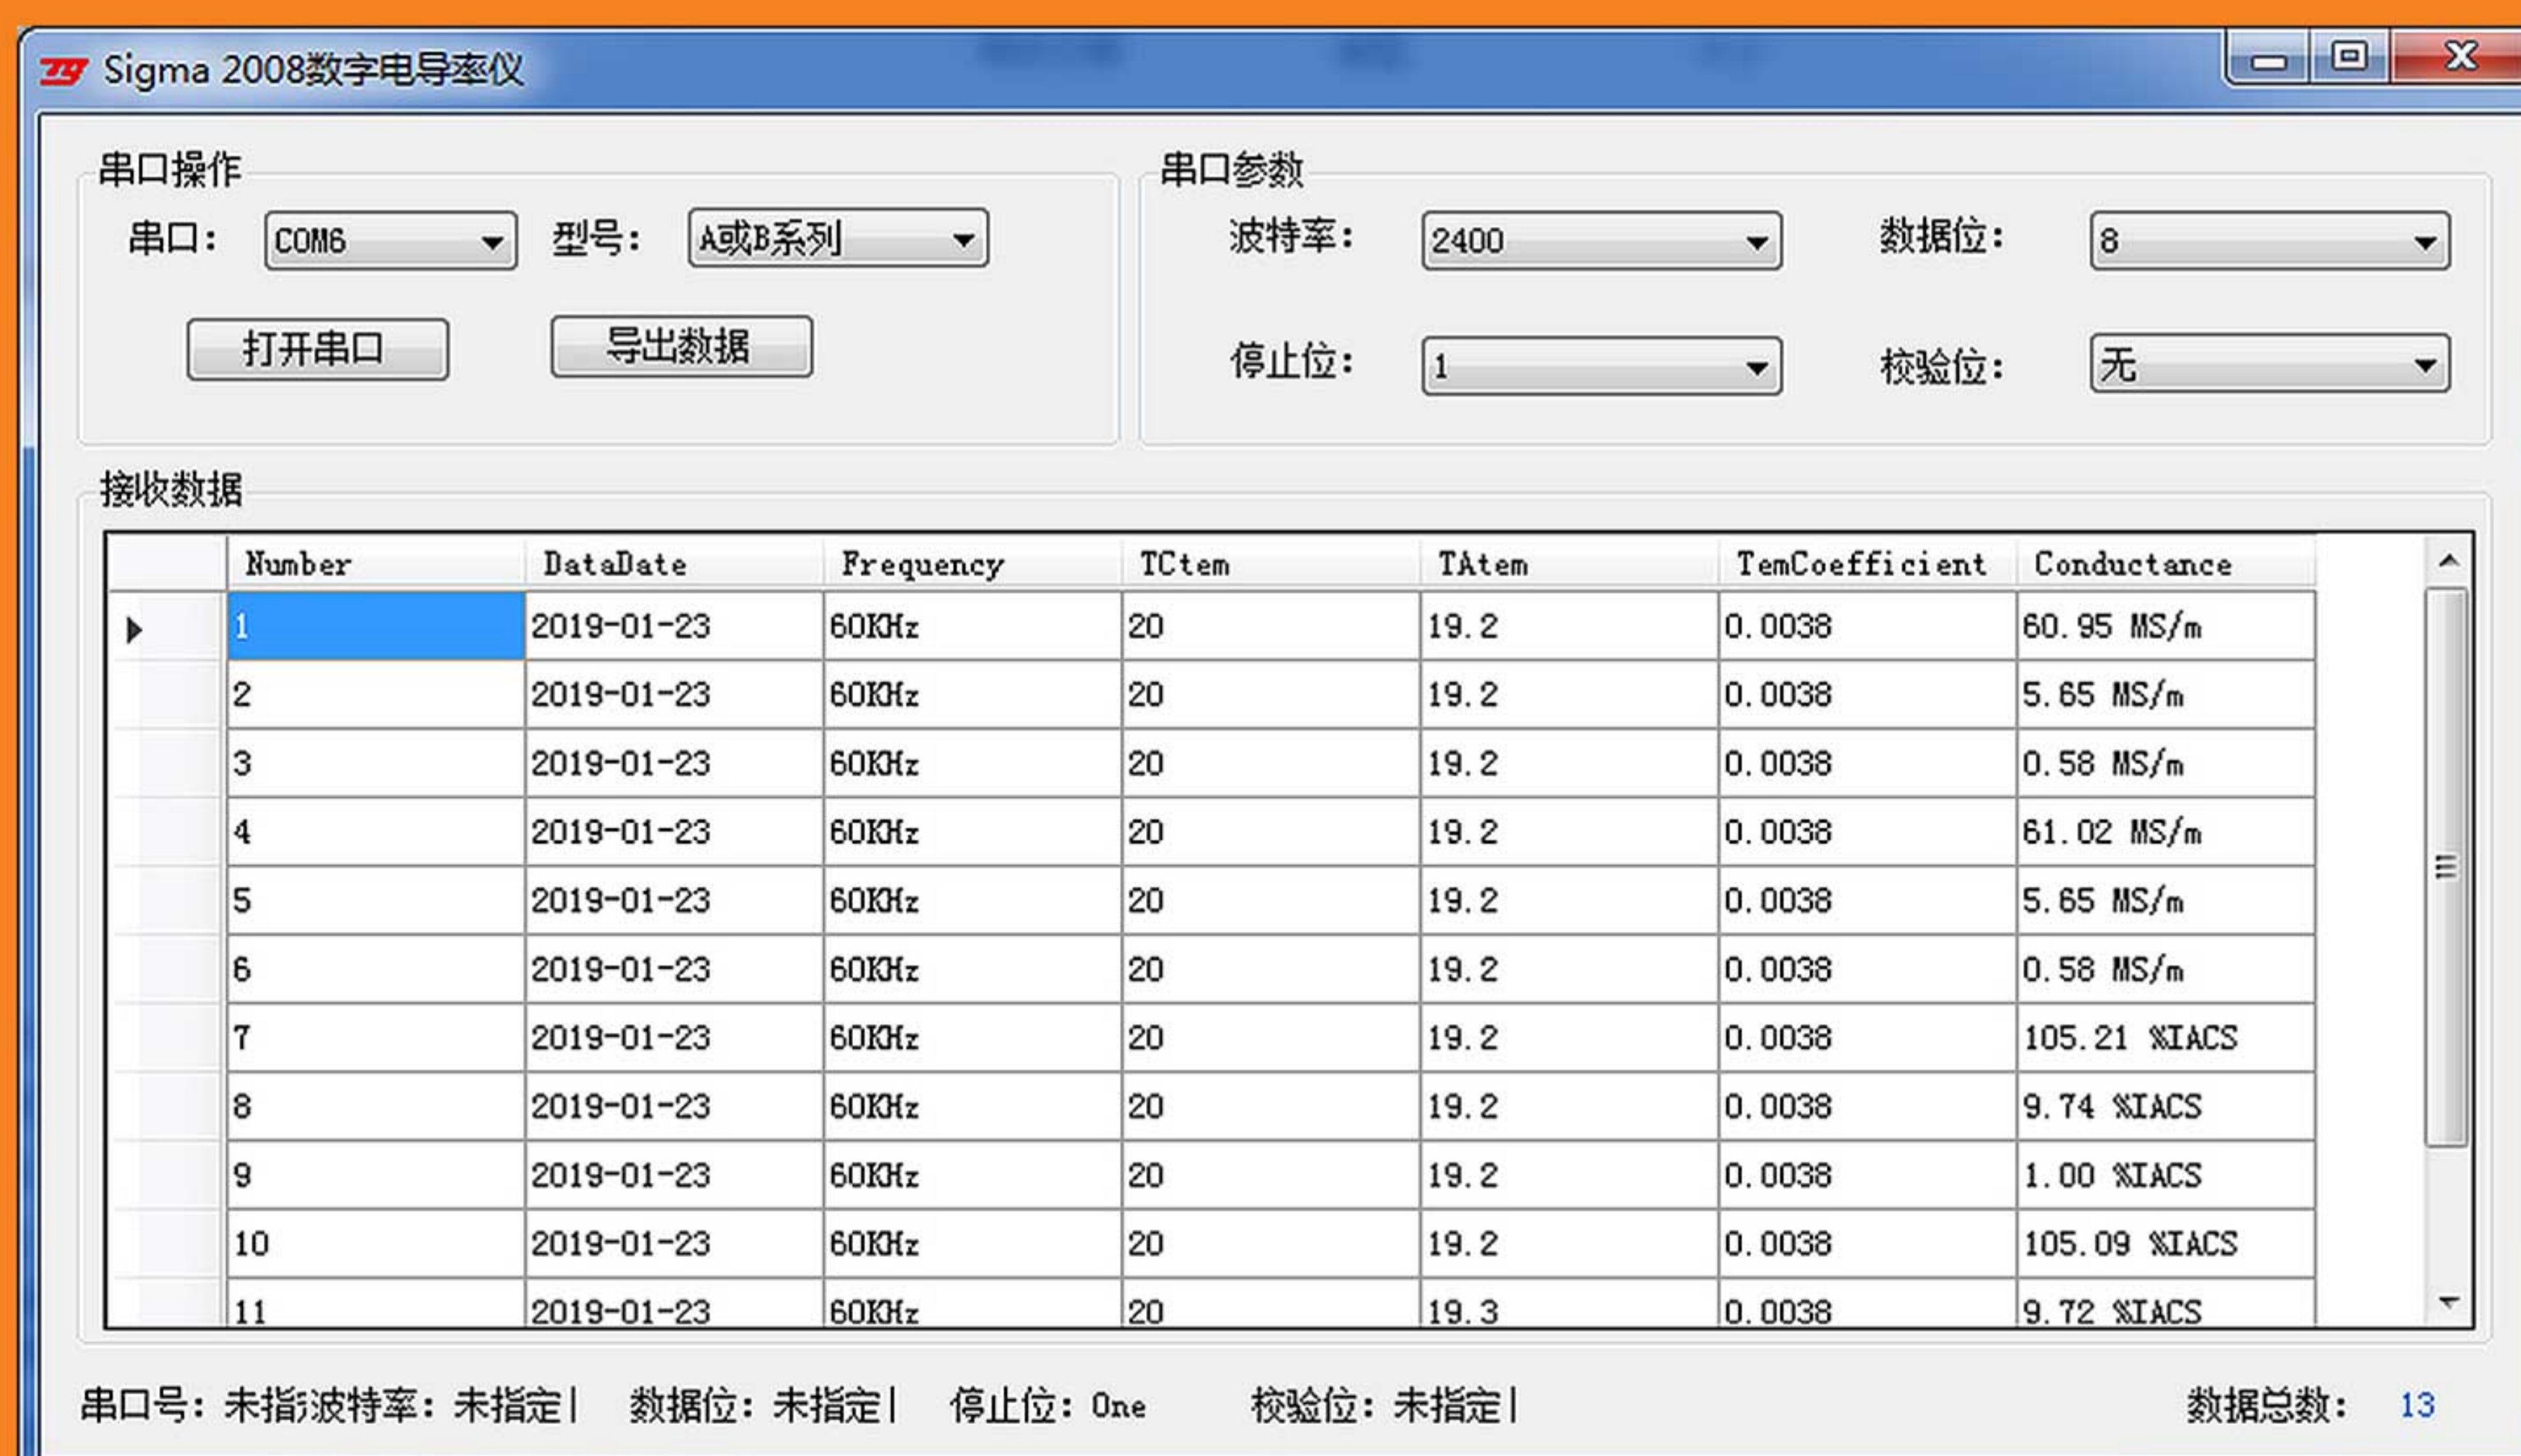 Sigma 2008数字电导率仪
串口操作
串口: COM6 型号: A或B系列
打开串口 导出数据
串口参数
波特率: 2400 数据位: 8
停止位: 1 校验位: 无
接收数据
Number DataDate Frequency TCtem TAtem TemCoefficient Conductance
1 2019-01-23 60KHz 20 19.2 0.0038 60.95 MS/m
2 2019-01-23 60KHz 20 19.2 0.0038 5.65 MS/m
3 2019-01-23 60KHz 20 19.2 0.0038 0.58 MS/m
4 2019-01-23 60KHz 20 19.2 0.0038 61.02 MS/m
5 2019-01-23 60KHz 20 19.2 0.0038 5.65 MS/m
6 2019-01-23 60KHz 20 19.2 0.0038 0.58 MS/m
7 2019-01-23 60KHz 20 19.2 0.0038 105.21 %IACS
8 2019-01-23 60KHz 20 19.2 0.0038 9.74 %IACS
9 2019-01-23 60KHz 20 19.2 0.0038 1.00 %IACS
10 2019-01-23 60KHz 20 19.2 0.0038 105.09 %IACS
11 2019-01-23 60KHz 20 19.3 0.0038 9.72 %IACS
串口号: 未指 波特率: 未指定| 数据位: 未指定| 停止位: One 校验位: 未指定| 数据总数: 13